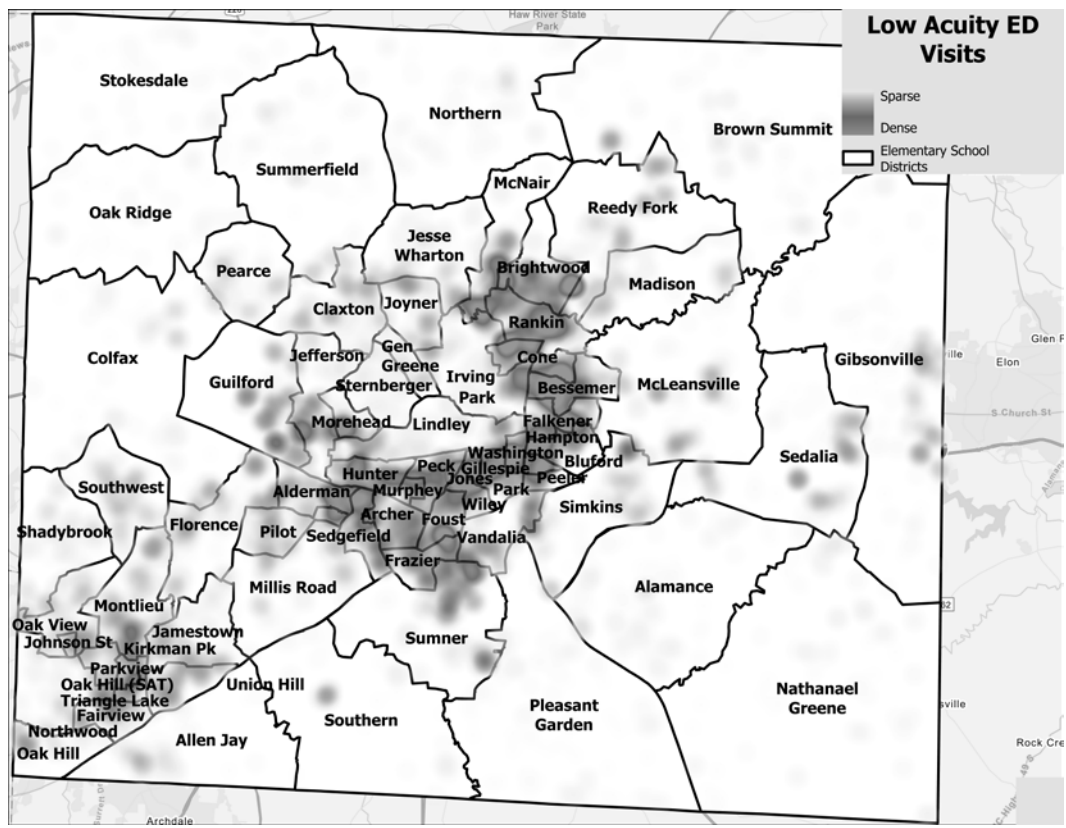 Haw River State
Park
Low Acuity ED
Visits
Sparse
Dense
Elementary School
Districts
Stokesdale
Northern
Brown Summit
Summerfield
McNair
Oak Ridge
Reedy Fork
Jesse
Wharton
Pearce
Brightwood
Madison
Claxton
Joyner
Rankin
Glen R
Colfax
Jefferson
Gen
Greene
Cone
ville
Elon
Gibsonville
Guilford
Sternberger
Irving
Park
Bessemer
McLeansville
S Church St
Morehead
Lindley
Falkener
Hampton
Washington
Bluford
Sedalia
Hunter
Peck
Gillespie
Jones
Peeler
Southwest
Alderman
Murphey
Park
Wiley
Simkins
Archer
Foust
Shadybrook
Florence
Pilot
Sedgefield
Vandalia
Frazier
Millis Road
Alamance
Montlieu
62
Oak View
Johnson St
Jamestown
Kirkman Pk
Sumner
Parkview
Oak Hill (SAT)
Union Hill
Triangle Lake
Fairview
Nathanael
Greene
Southern
Pleasant
Garden
sville
Northwood
Allen Jay
Oak Hill
Rock Cre
Archdale